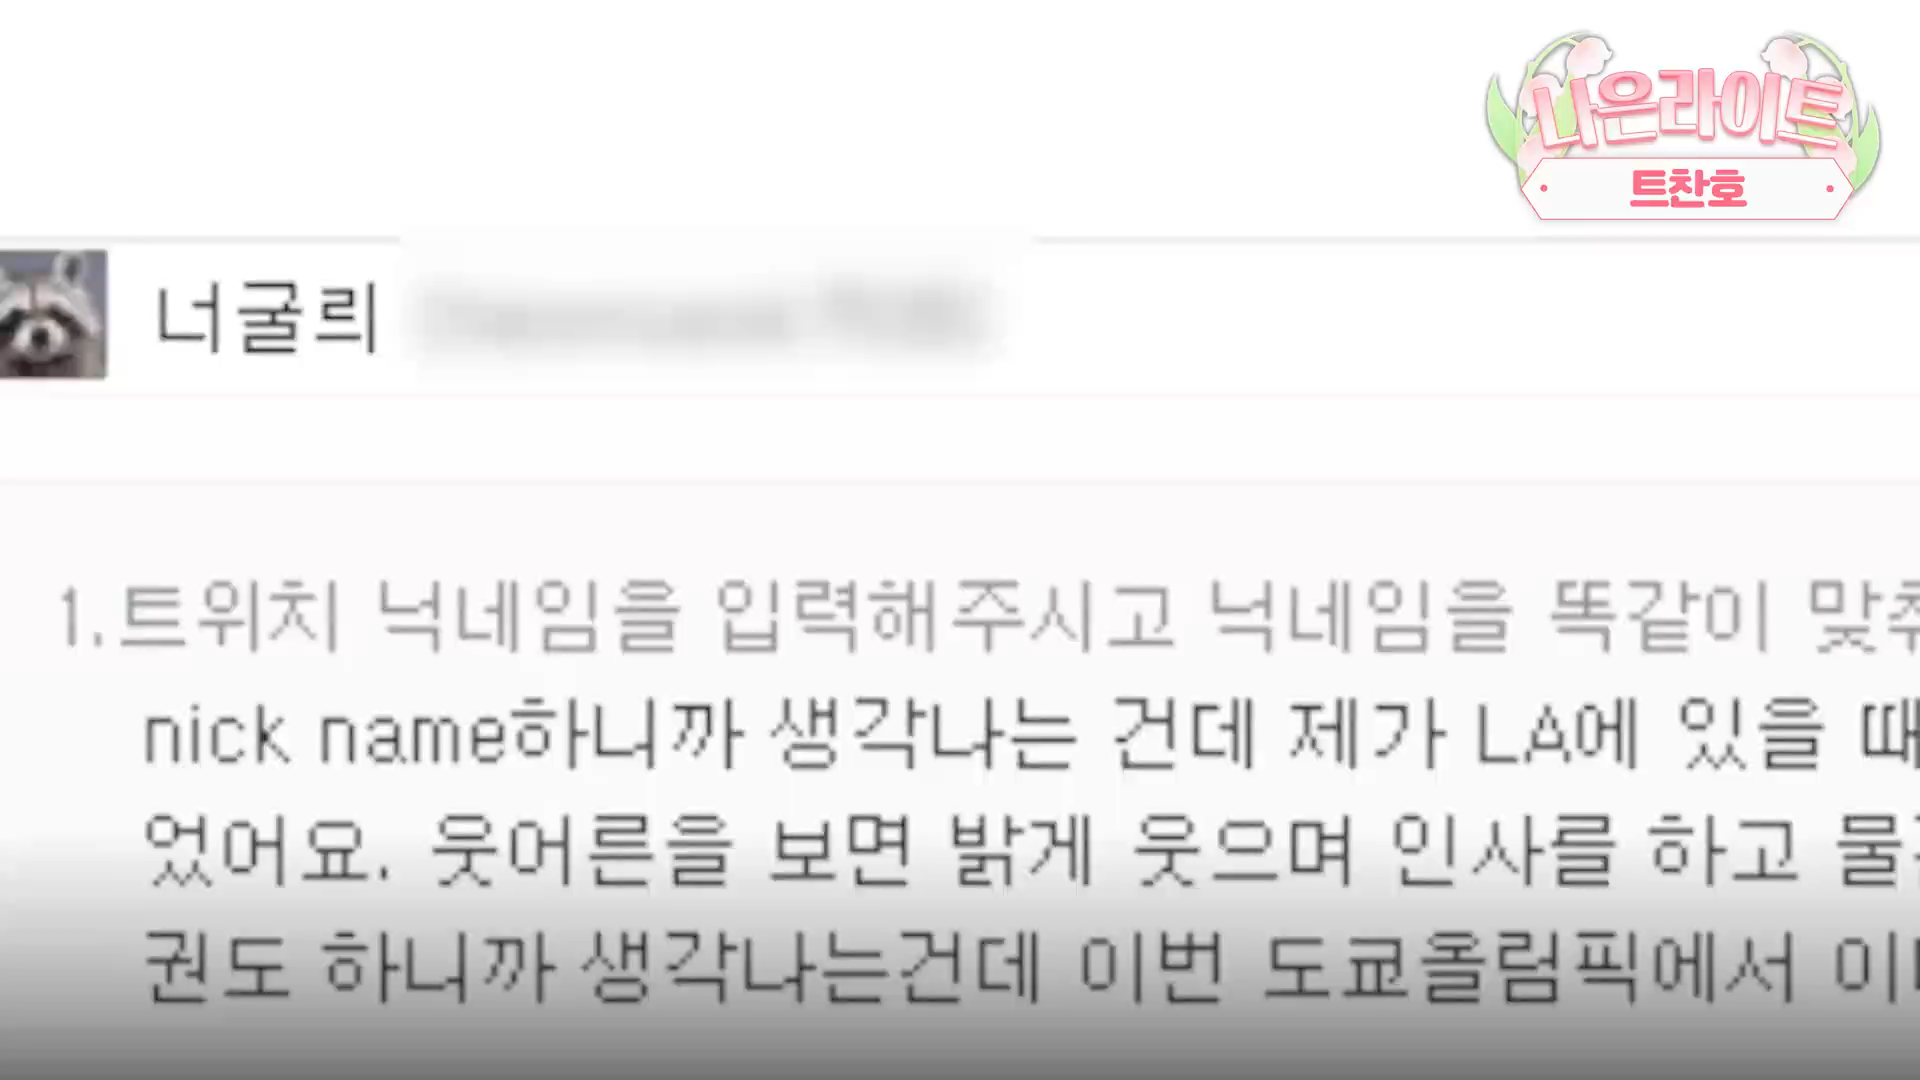 나은라이트
트찬호
너굴릐
1.트위치 닉네임을 입력해주시고 닉네임을 똑같이 맞춰
nick name하니까 생각나는 건데 제가 LA에 있을 때
었어요. 웃어른을 보면 밝게 웃으며 인사를 하고
권도 하니까 생각나는건데 이번 도쿄올림픽에서